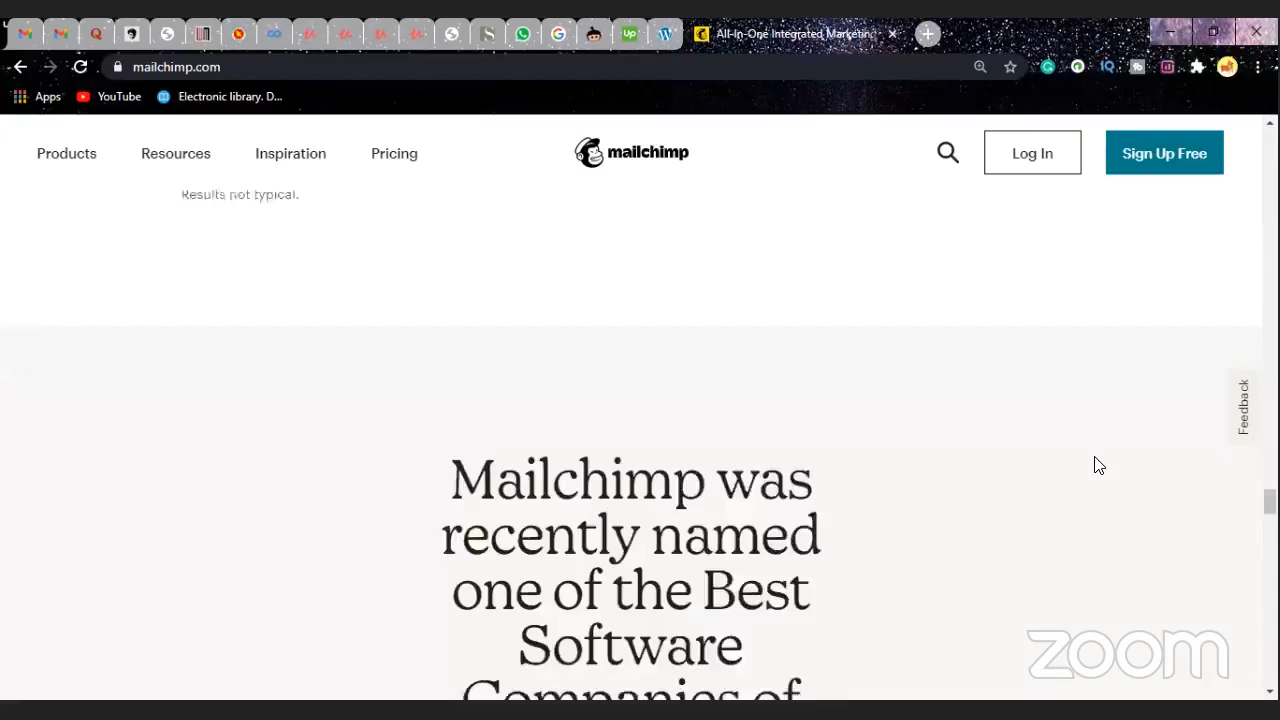 Up
All-In-One Integrated Marketing
mailchimp.com
Apps
YouTube
Electronic library. D...
Products
Resources
Inspiration
Pricing
mailchimp
Log In
Sign Up Free
Results not typical.
Feedback
Mailchimp was
recently named
one of the Best
Software
Companies of
zoom